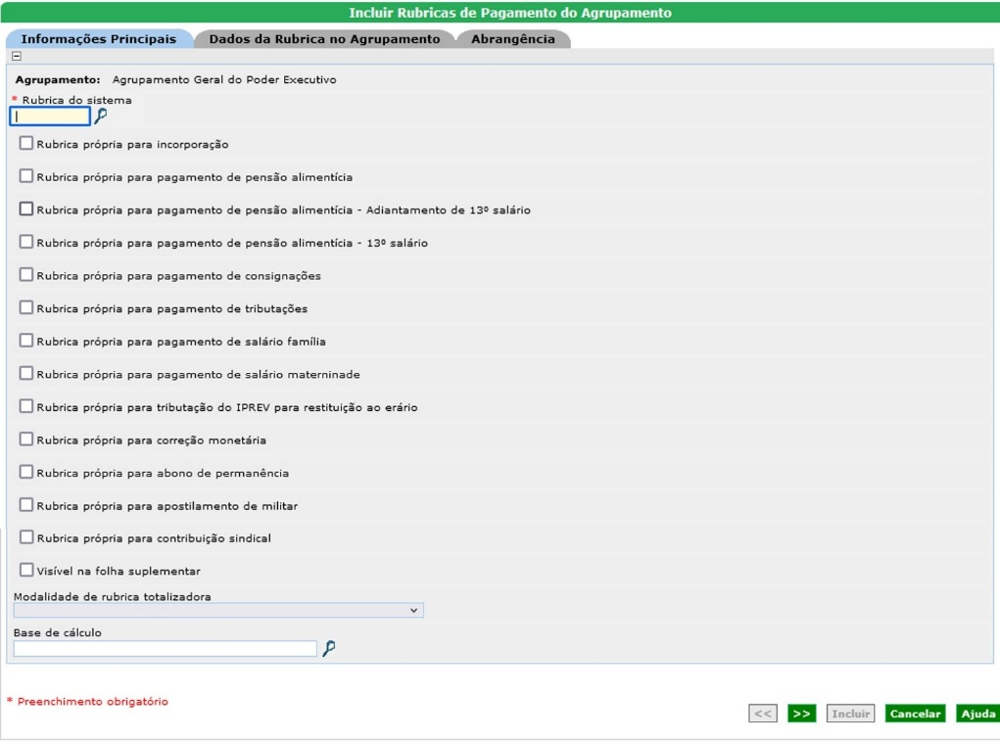 Incluir Rubricas de Pagamento do Agrupamento
Informações Principais Dados da Rubrica no Agrupamento Abrangência
Agrupamento: Agrupamento Geral do Poder Executivo
* Rubrica do sistema
Rubrica própria para incorporação
Rubrica própria para pagamento de pensão alimentícia
Rubrica própria para pagamento de pensão alimentícia - Adiantamento de 13º salário
Rubrica própria para pagamento de pensão alimentícia - 13º salário
Rubrica própria para pagamento de consignações
Rubrica própria para pagamento de tributações
Rubrica própria para pagamento de salário família
Rubrica própria para pagamento de salário materninade
Rubrica própria para tributação do IPREV para restituição ao erário
Rubrica própria para correção monetária
Rubrica própria para abono de permanência
Rubrica própria para apostilamento de militar
Rubrica própria para contribuição sindical
Visível na folha suplementar
Modalidade de rubrica totalizadora
Base de cálculo
* Preenchimento obrigatório
<< >> Incluir Cancelar Ajuda